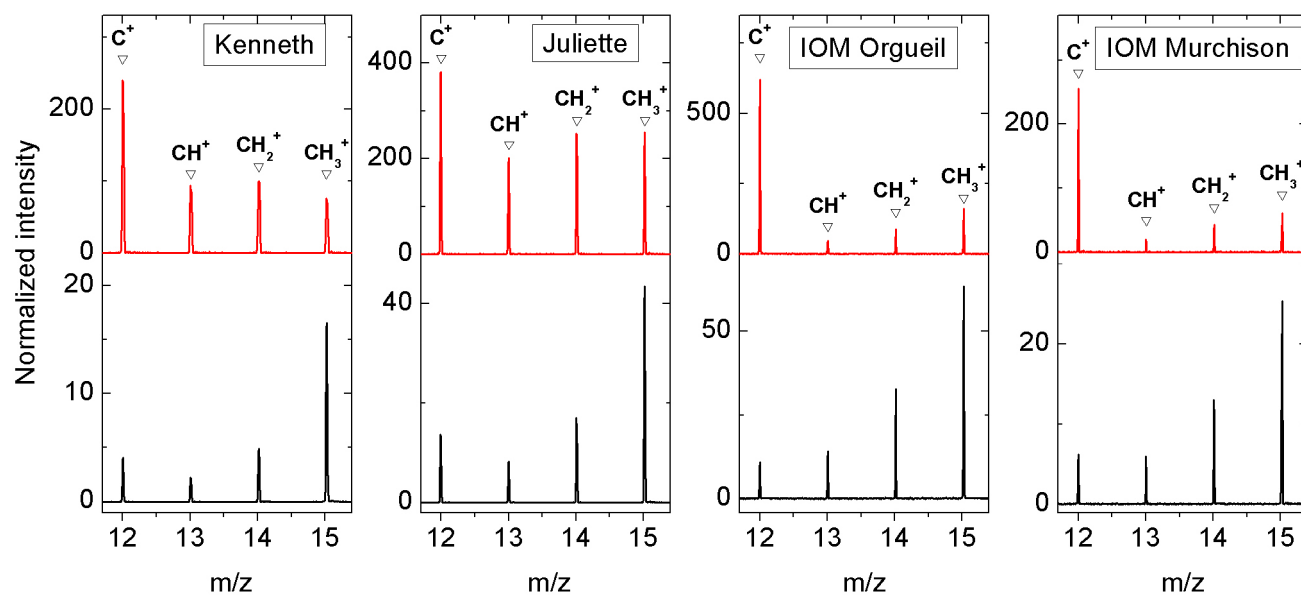 Normalized intensity
Kenneth
C⁺
CH⁺
CH₂⁺
CH₃⁺
200
0
20
10
0
12 13 14 15
m/z
Juliette
C⁺
CH⁺
CH₂⁺
CH₃⁺
400
200
0
40
0
12 13 14 15
m/z
IOM Orgueil
C⁺
CH⁺
CH₂⁺
CH₃⁺
500
0
50
0
12 13 14 15
m/z
IOM Murchison
C⁺
CH⁺
CH₂⁺
CH₃⁺
200
0
20
0
12 13 14 15
m/z